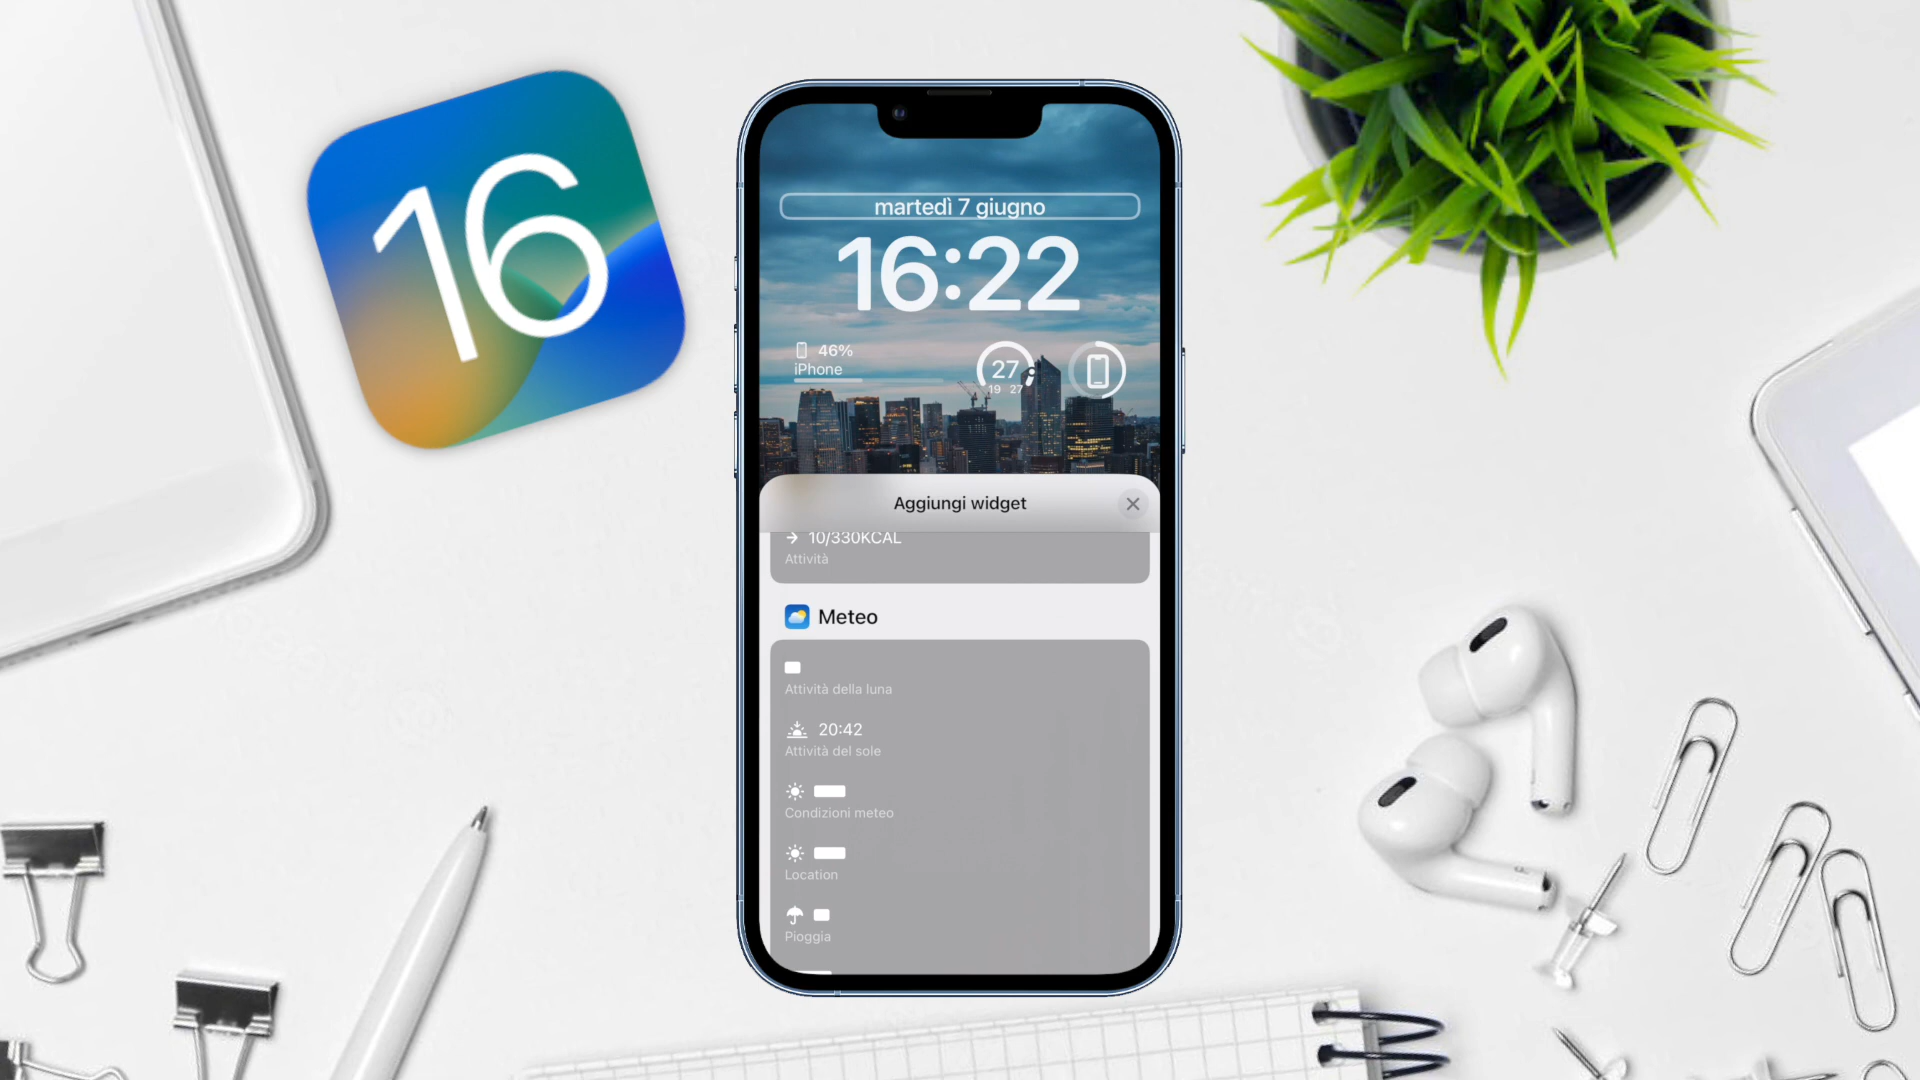 16
martedì 7 giugno
16:22
46%
iPhone
27
19 27
Aggiungi widget
10/330KCAL
Attività
Meteo
Attività della luna
20:42
Attività del sole
Condizioni meteo
Location
Pioggia